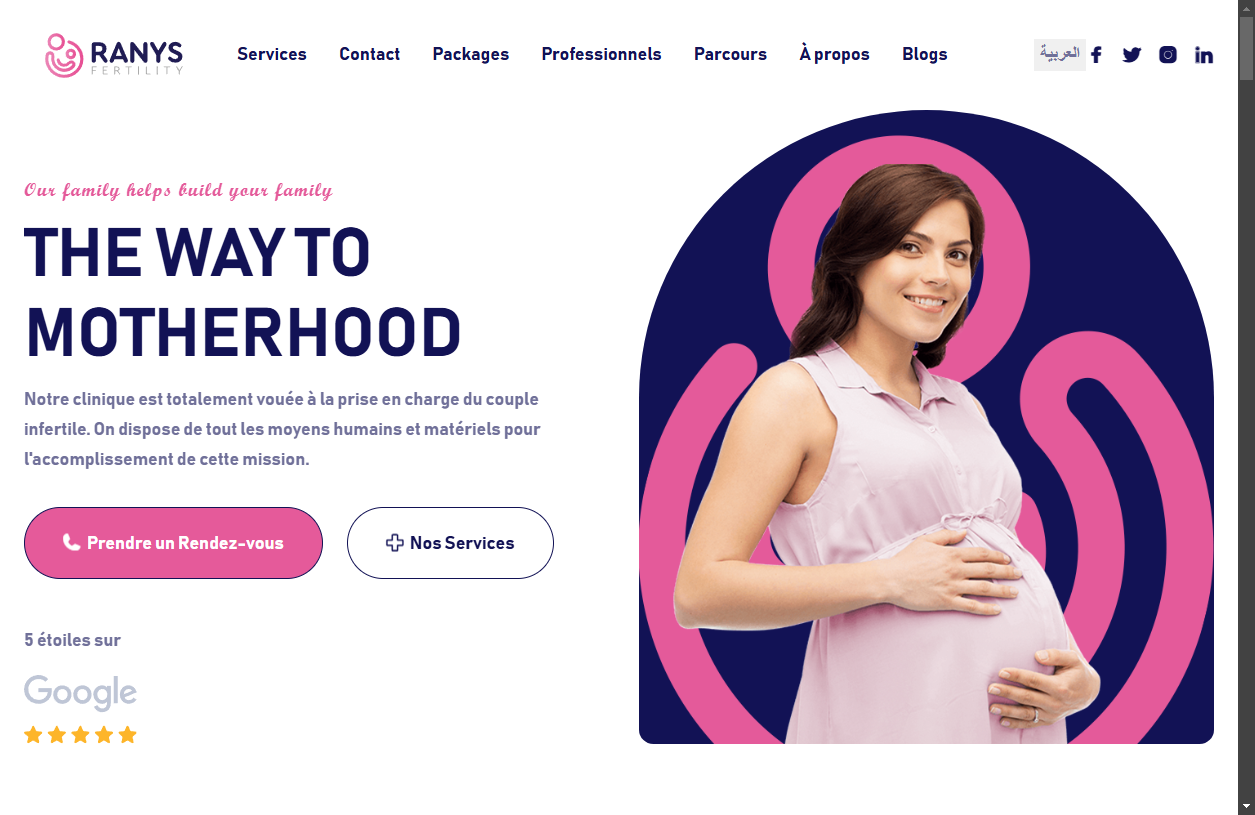 RANYS
FERTILITY
Services
Contact
Packages
Professionnels
Parcours
À propos
Blogs
العربية
Our family helps build your family
THE WAY TO
MOTHERHOOD
Notre clinique est totalement vouée à la prise en charge du couple
infertile. On dispose de tout les moyens humains et matériels pour
l'accomplissement de cette mission.
Prendre un Rendez-vous
Nos Services
5 étoiles sur
Google